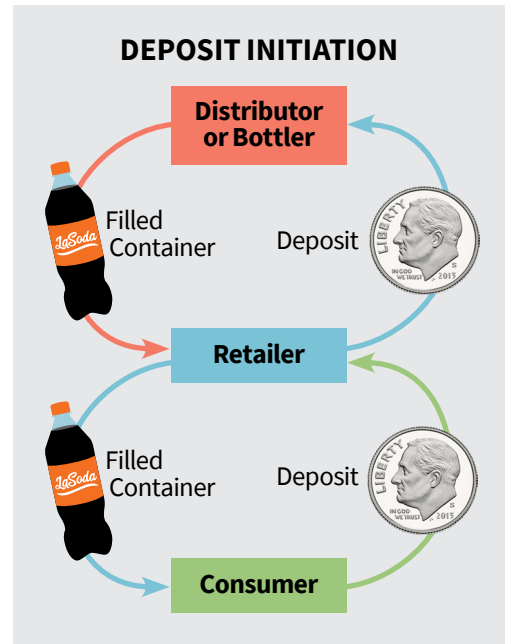 DEPOSIT INITIATION
Distributor
or Bottler
LaSoda
Filled
Container
Deposit
LIBERTY
IN GOD
WE TRUST
S
2013
Retailer
LaSoda
Filled
Container
Deposit
LIBERTY
IN GOD
WE TRUST
S
2013
Consumer